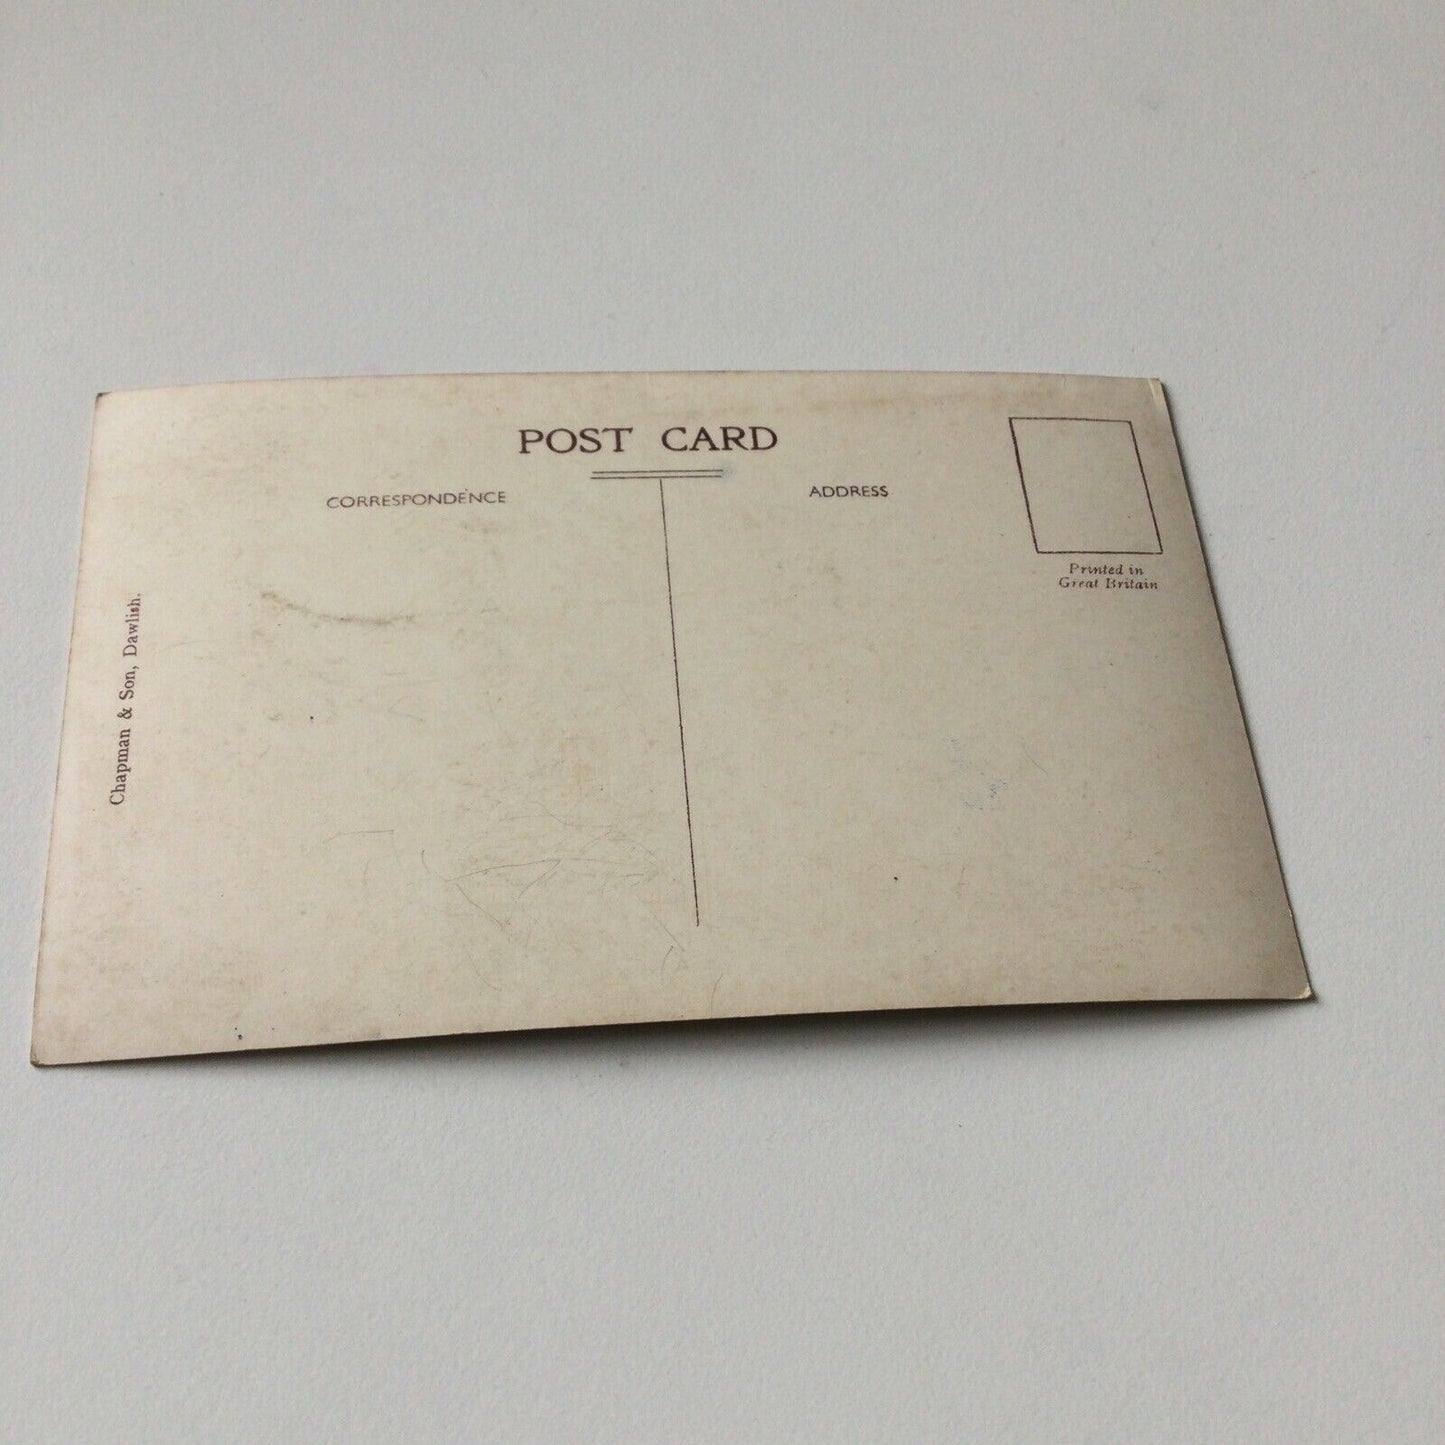 POST CARD
CORRESPONDENCE
ADDRESS
Printed in
Great Britain
Chapman & Son, Dawlish.